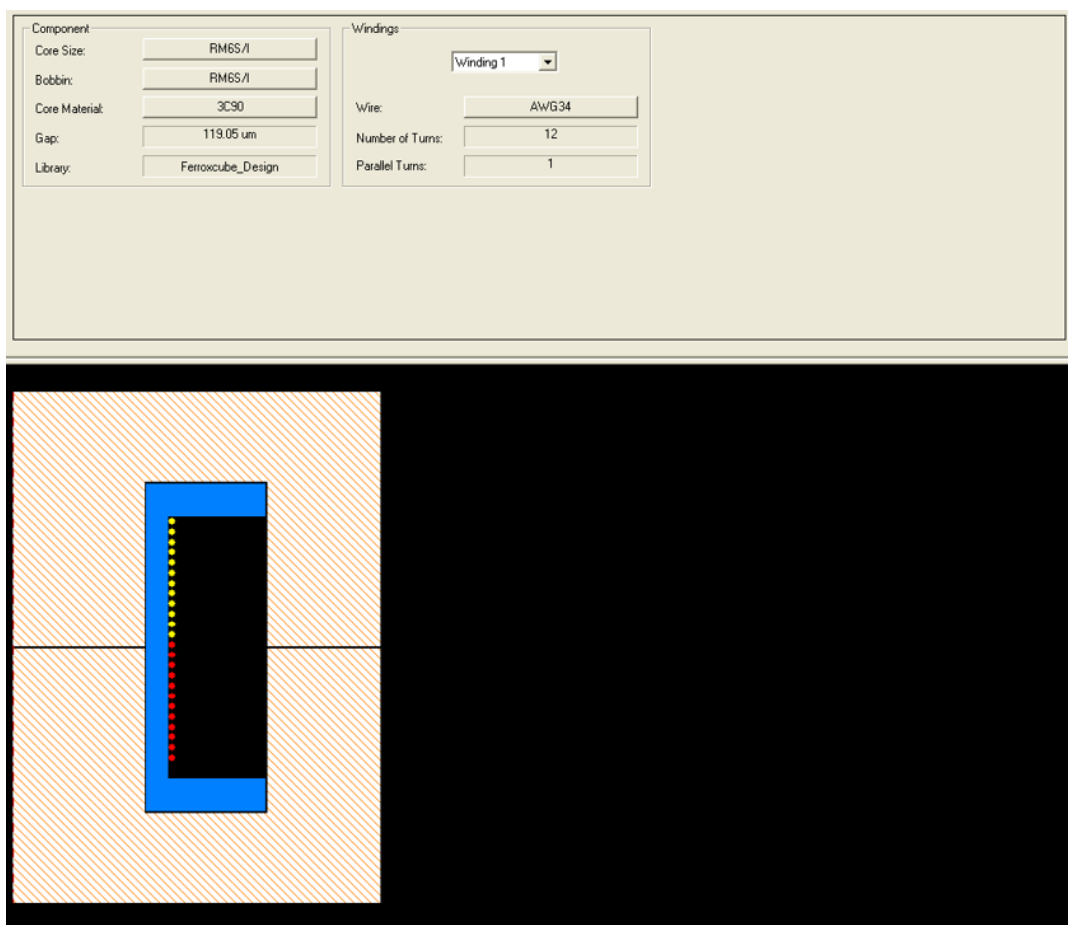 Component
Core Size: RM6S/I
Bobbin: RM6S/I
Core Material: 3C90
Gap: 119.05 um
Library: Ferroxcube_Design
Windings
Winding 1
Wire: AWG34
Number of Turns: 12
Parallel Turns: 1